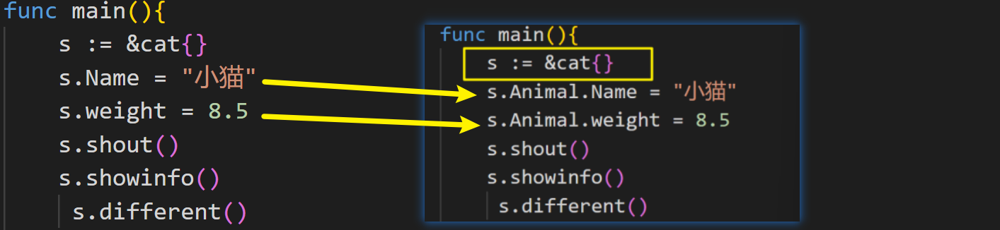 func main(){
s := &cat{}
s.Name = "小猫"
s.weight = 8.5
s.shout()
s.showinfo()
s.different()
func main(){
s := &cat{}
s.Animal.Name = "小猫"
s.Animal.weight = 8.5
s.shout()
s.showinfo()
s.different()